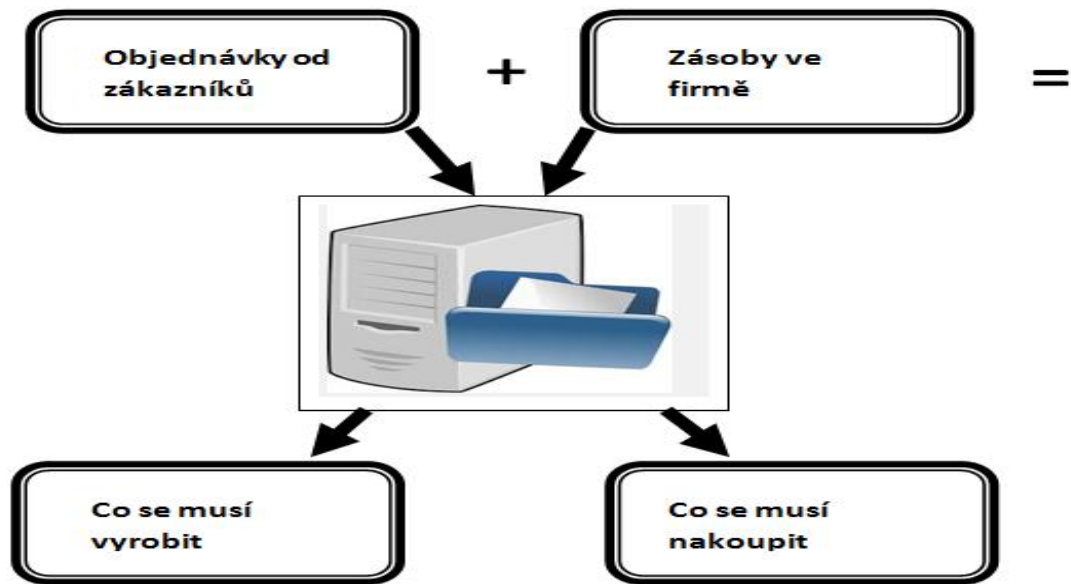 Objednávky od
zákazníků
+
Zásoby ve
firmě
=
Co se musí
vyrobit
Co se musí
nakoupit